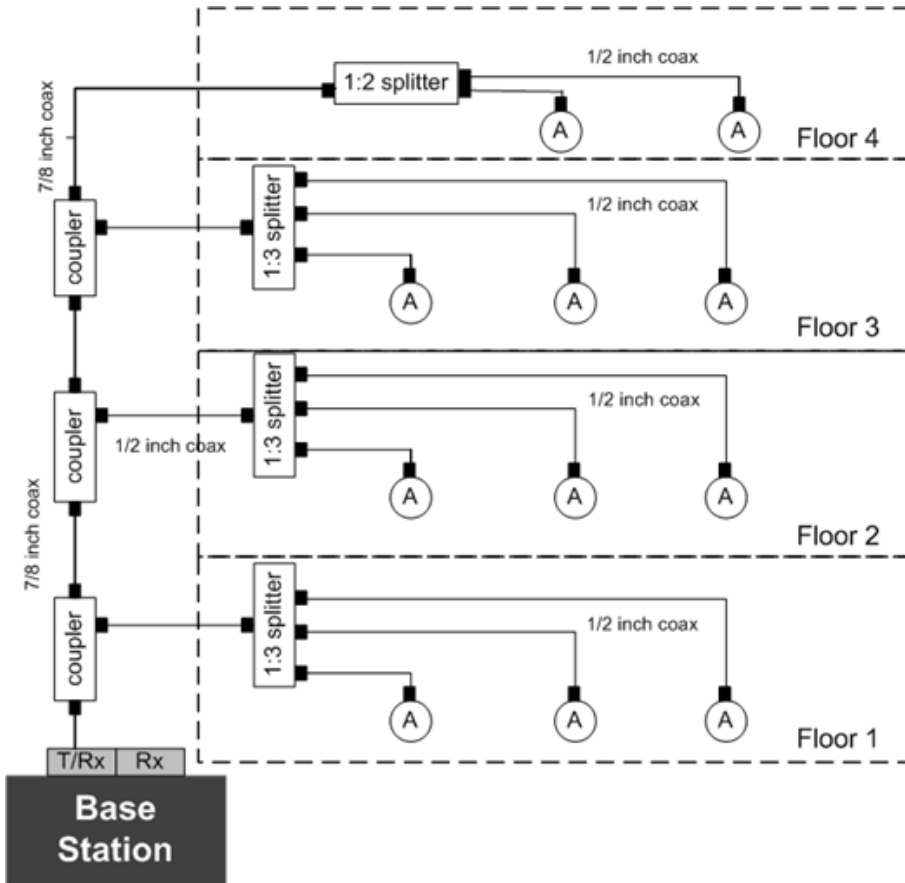 1/2 inch coax
1:2 splitter
A
A
Floor 4
7/8 inch coax
coupler
1:3 splitter
1/2 inch coax
A
A
A
Floor 3
coupler
1/2 inch coax
1:3 splitter
1/2 inch coax
A
A
A
Floor 2
7/8 inch coax
coupler
1:3 splitter
1/2 inch coax
A
A
A
Floor 1
T/Rx
Rx
Base
Station